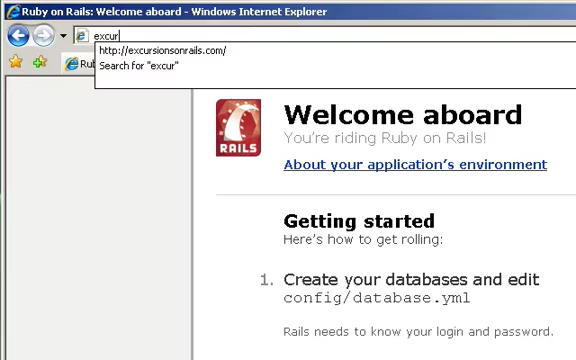 Ruby on Rails: Welcome aboard - Windows Internet Explorer
excur
http://excursionsonrails.com/
Search for "excur"
Rub
RAILS
Welcome aboard
You're riding Ruby on Rails!
About your application's environment
Getting started
Here's how to get rolling:
1. Create your databases and edit
config/database.yml
Rails needs to know your login and password.